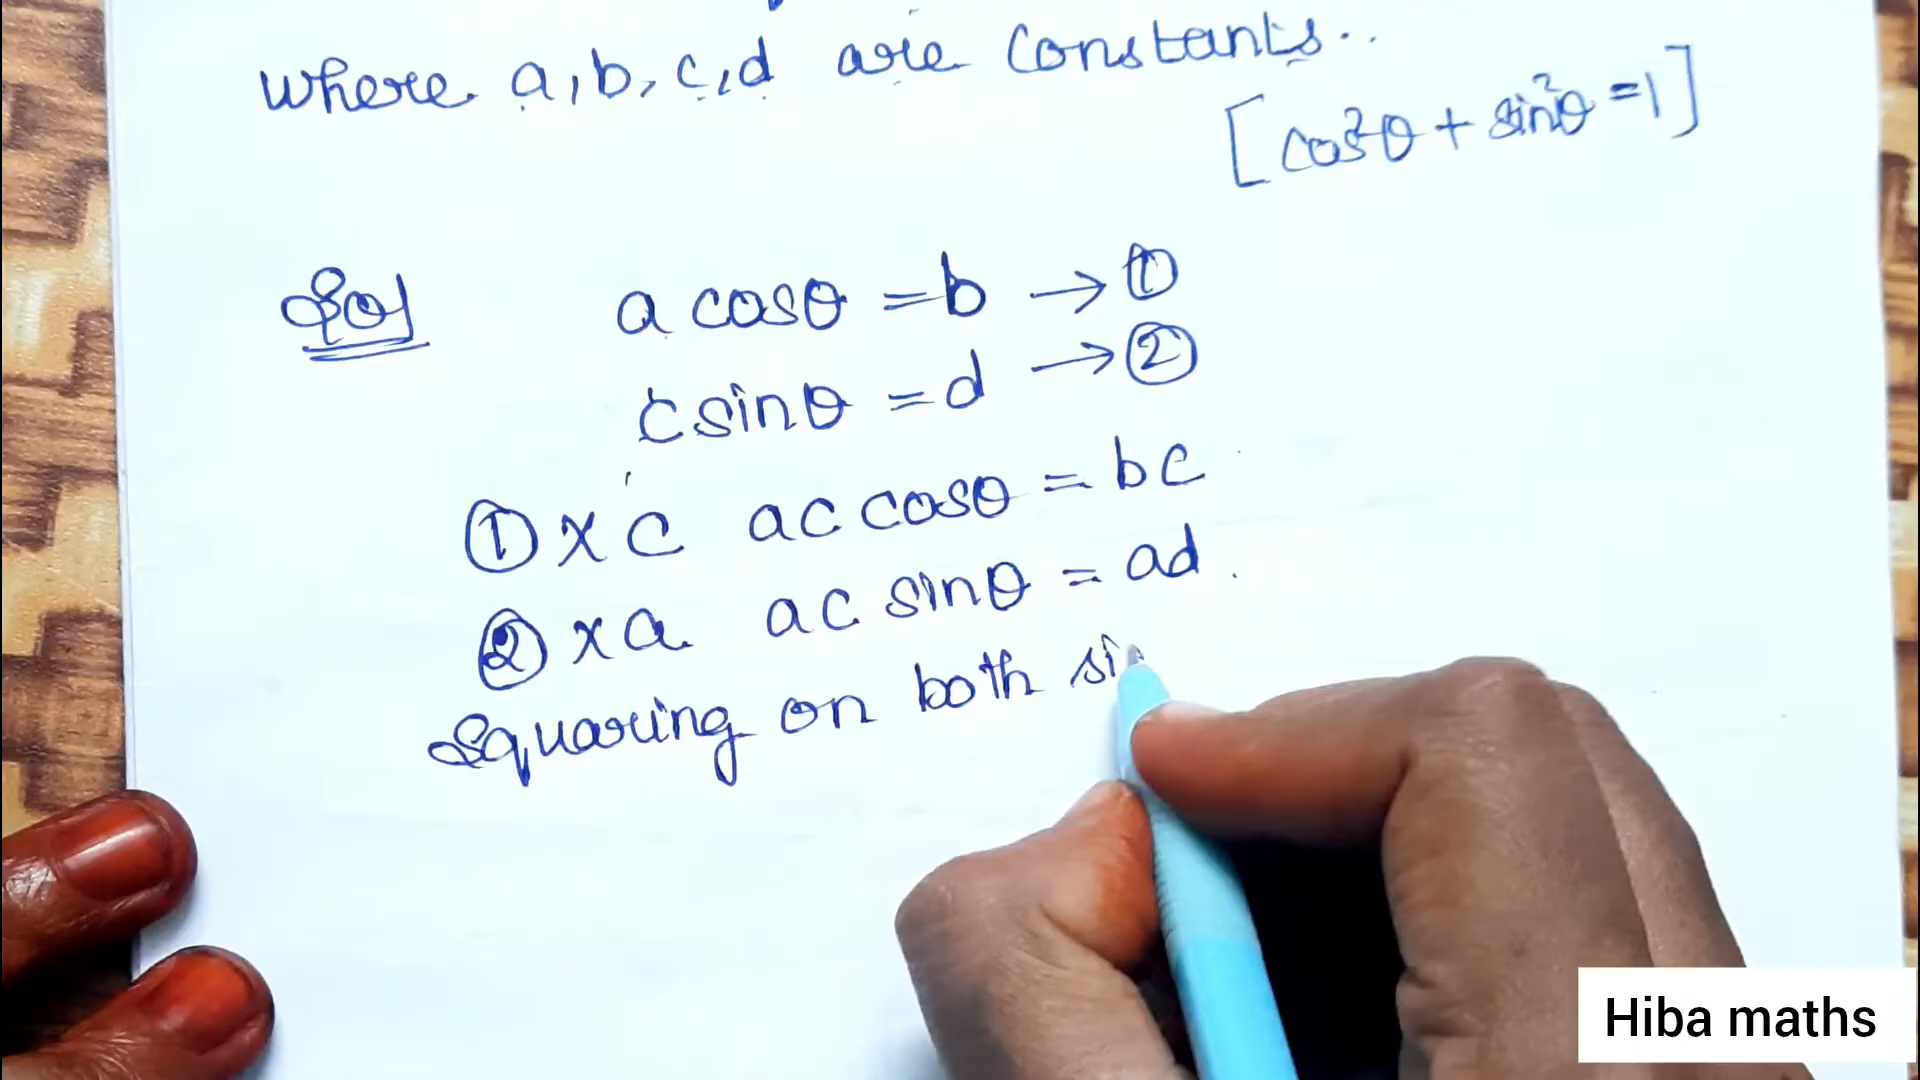 where a, b, c, d are constants..
[cos²θ + sin²θ = 1]
Sol
a cosθ = b → ①
c sinθ = d → ②
① x c ac cosθ = bc
② x a ac sinθ = ad.
Squaring on both si
Hiba maths